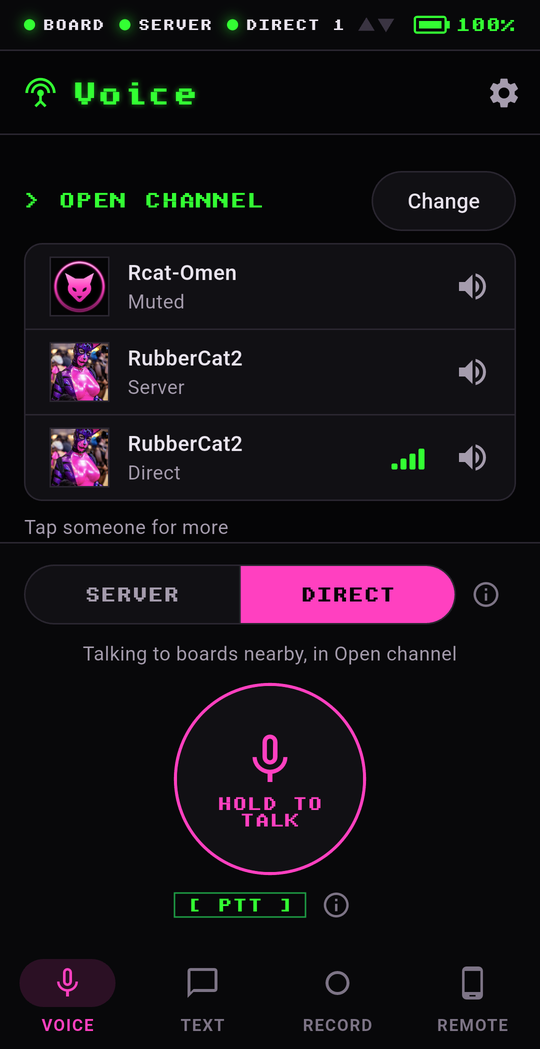 BOARD SERVER DIRECT 1 100%
Voice
> OPEN CHANNEL
Change
Rcat-Omen
Muted
RubberCat2
Server
RubberCat2
Direct
Tap someone for more
SERVER DIRECT
Talking to boards nearby, in Open channel
HOLD TO
TALK
[ PTT ]
VOICE TEXT RECORD REMOTE